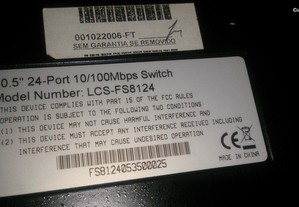 001022006-FT
SEM GARANTIA SE REMOVIDO
0.5" 24-Port 10/100Mbps Switch
Model Number: LCS-FS8124
THIS DEVICE COMPLIES WITH PART 15 OF THE FCC RULES
OPERATION IS SUBJECT TO THE FOLLOWING TWO CONDITIONS
(1) THIS DEVICE MAY NOT CAUSE HARMFUL INTERFERENCE
AND
(2) THIS DEVICE MUST ACCEPT ANY INTERFERENCE
RECEIVED, INCLUDING INTERFERENCE THAT MAY CAUSE
UNDESIRED OPERATION
CE
MADE IN CHINA
FS8124053500025